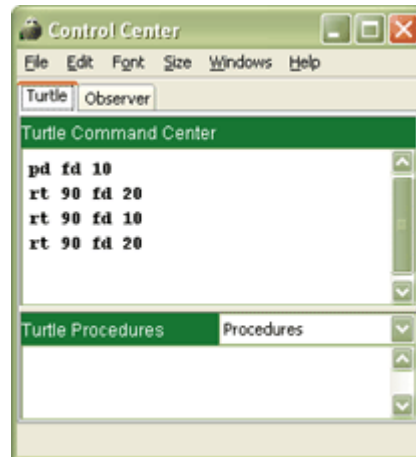 Control Center
File Edit Font Size Windows Help
Turtle Observer
Turtle Command Center
pd fd 10
rt 90 fd 20
rt 90 fd 10
rt 90 fd 20
Turtle Procedures Procedures